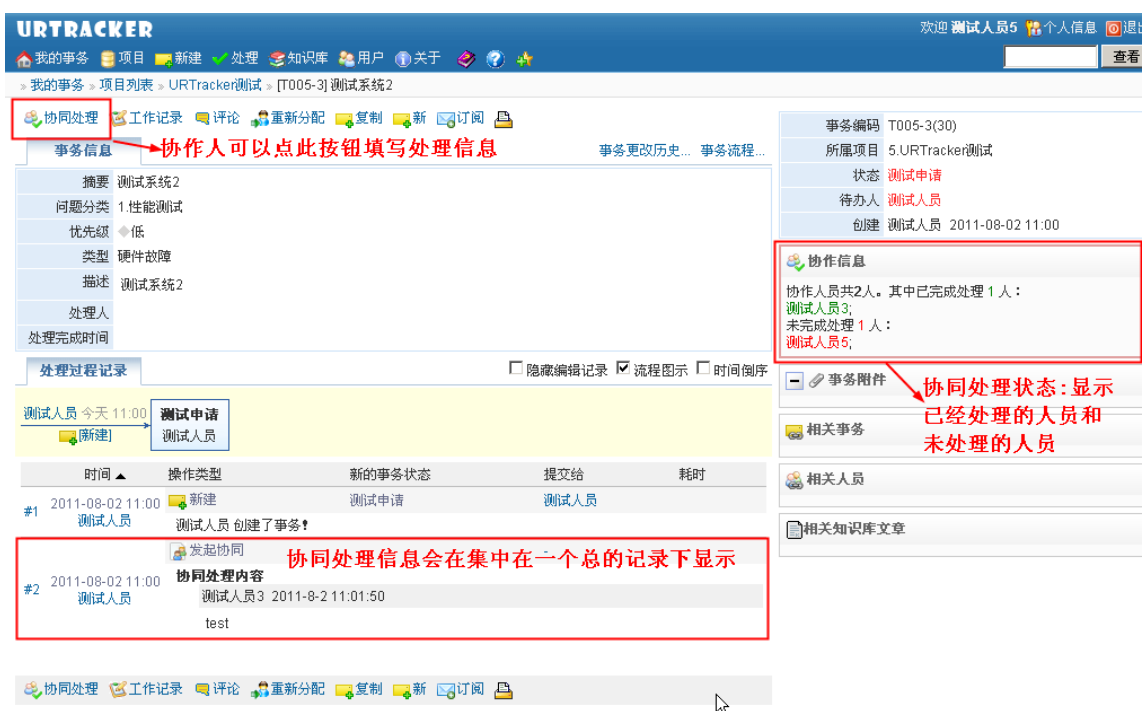 URTRACKER
欢迎 测试人员5 个人信息 退出
我的事务 项目 新建 处理 知识库 用户 关于
查看
» 我的事务 » 项目列表 » URTracker测试 » [T005-3] 测试系统2
协同处理 工作记录 评论 重新分配 复制 新 订阅
协作人可以点此按钮填写处理信息
事务信息 事务更改历史... 事务流程...
摘要 测试系统2
问题分类 1.性能测试
优先级 低
类型 硬件故障
描述 测试系统2
处理人
处理完成时间
事务编码 T005-3(30)
所属项目 5.URTracker测试
状态 测试申请
待办人 测试人员
创建 测试人员 2011-08-02 11:00
协作信息
协作人员共2人。其中已完成处理 1 人：
测试人员3;
未完成处理 1 人：
测试人员5;
协同处理状态:显示
已经处理的人员和
未处理的人员
事务附件
相关事务
相关人员
相关知识库文章
处理过程记录 隐藏编辑记录 流程图示 时间倒序
测试人员 今天 11:00
[新建]
测试申请
测试人员
时间 操作类型 新的事务状态 提交给 耗时
#1 2011-08-02 11:00 新建 测试申请 测试人员
测试人员 测试人员 创建了事务!
发起协同 -
协同处理信息会在集中在一个总的记录下显示
#2 2011-08-02 11:00 协同处理内容
测试人员 测试人员3 2011-8-2 11:01:50
test
协同处理 工作记录 评论 重新分配 复制 新 订阅